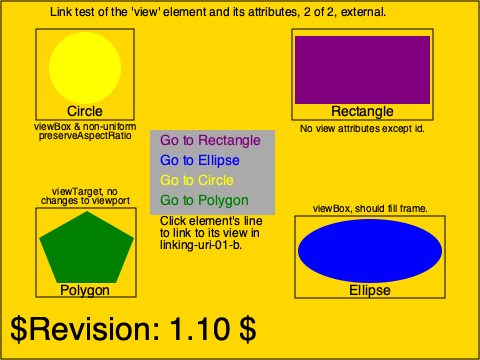 Link test of the 'view' element and its attributes, 2 of 2, external.
Circle
viewBox & non-uniform
preserveAspectRatio
Rectangle
No view attributes except id.
Go to Rectangle
Go to Ellipse
Go to Circle
Go to Polygon
Click element's line
to link to its view in
linking-uri-01-b.
viewTarget, no
changes to viewport
Polygon
viewBox, should fill frame.
Ellipse
$Revision: 1.10 $